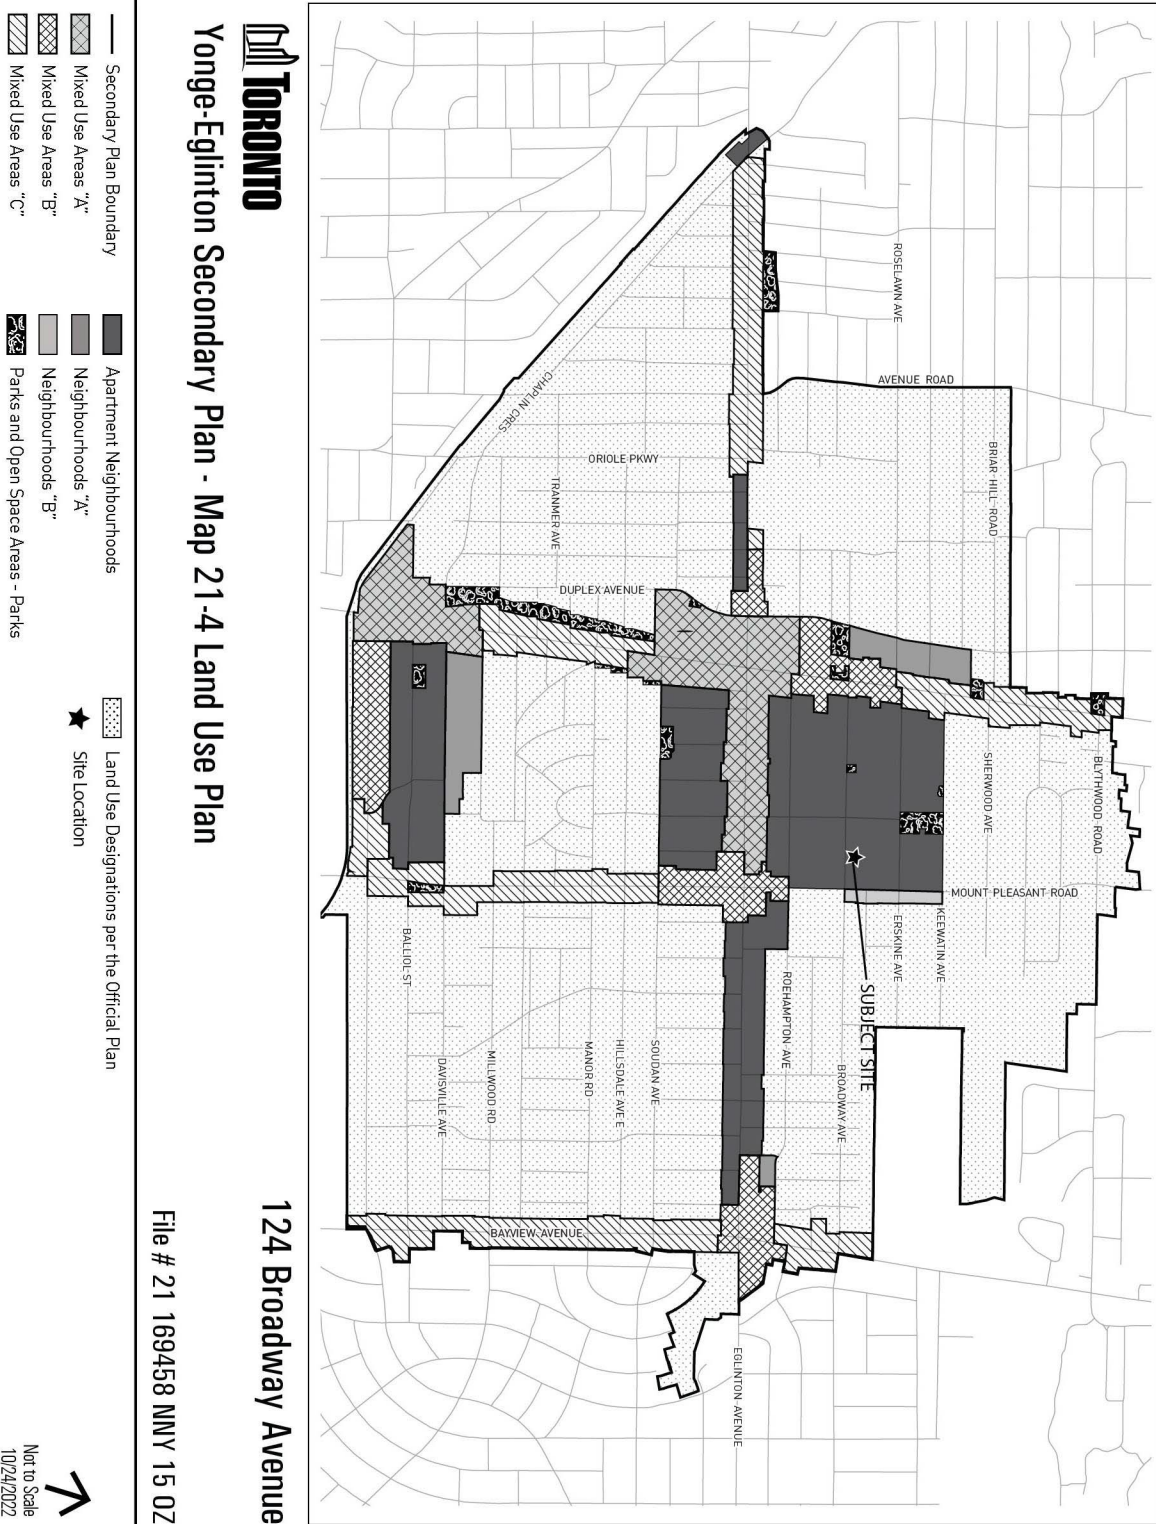 ROSELAWN AVE
AVENUE ROAD
BRIAR HILL ROAD
CHAPLIN CRES
ORIOLE PKWY
TRANMER AVE
DUPLEX AVENUE
SHERWOOD AVE
BLYTHWOOD ROAD
MOUNT PLEASANT ROAD
KEEWATIN AVE
ERSKINE AVE
SUBJECT SITE
ROEHAMPTON AVE
BROADWAY AVE
BALLIOL ST
DAVISVILLE AVE
MILLWOOD RD
MANOR RD
HILLSDALE AVE E
SOUDAN AVE
BAYVIEW AVENUE
EGLINTON AVENUE
TORONTO
124 Broadway Avenue
Yonge-Eglinton Secondary Plan - Map 21-4 Land Use Plan
File # 21 169458 NNY 15 OZ
Secondary Plan Boundary
Mixed Use Areas "A"
Mixed Use Areas "B"
Mixed Use Areas "C"
Apartment Neighbourhoods
Neighbourhoods "A"
Neighbourhoods "B"
Parks and Open Space Areas - Parks
Land Use Designations per the Official Plan
Site Location
Not to Scale
10/24/2022